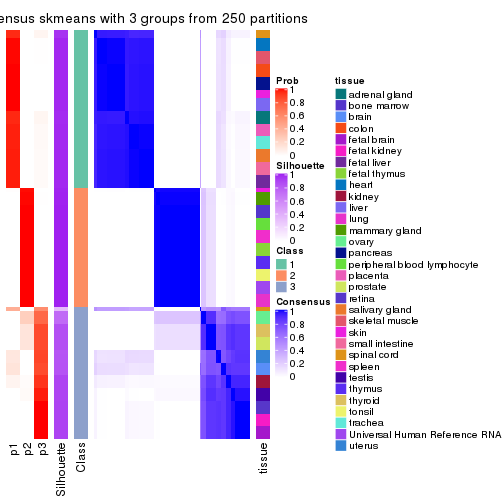 ensus skmeans with 3 groups from 250 partitions
Prob
1
0.8
0.6
0.4
0.2
0
Silhouette
1
0.8
0.6
0.4
0.2
0
Class
1
2
3
Consensus
1
0.8
0.6
0.4
0.2
0
tissue
adrenal gland
bone marrow
brain
colon
fetal brain
fetal kidney
fetal liver
fetal thymus
heart
kidney
liver
lung
mammary gland
ovary
pancreas
peripheral blood lymphocyte
placenta
prostate
retina
salivary gland
skeletal muscle
skin
small intestine
spinal cord
spleen
testis
thymus
thyroid
tonsil
trachea
Universal Human Reference RNA
uterus
p1
p2
p3
Silhouette
Class
tissue